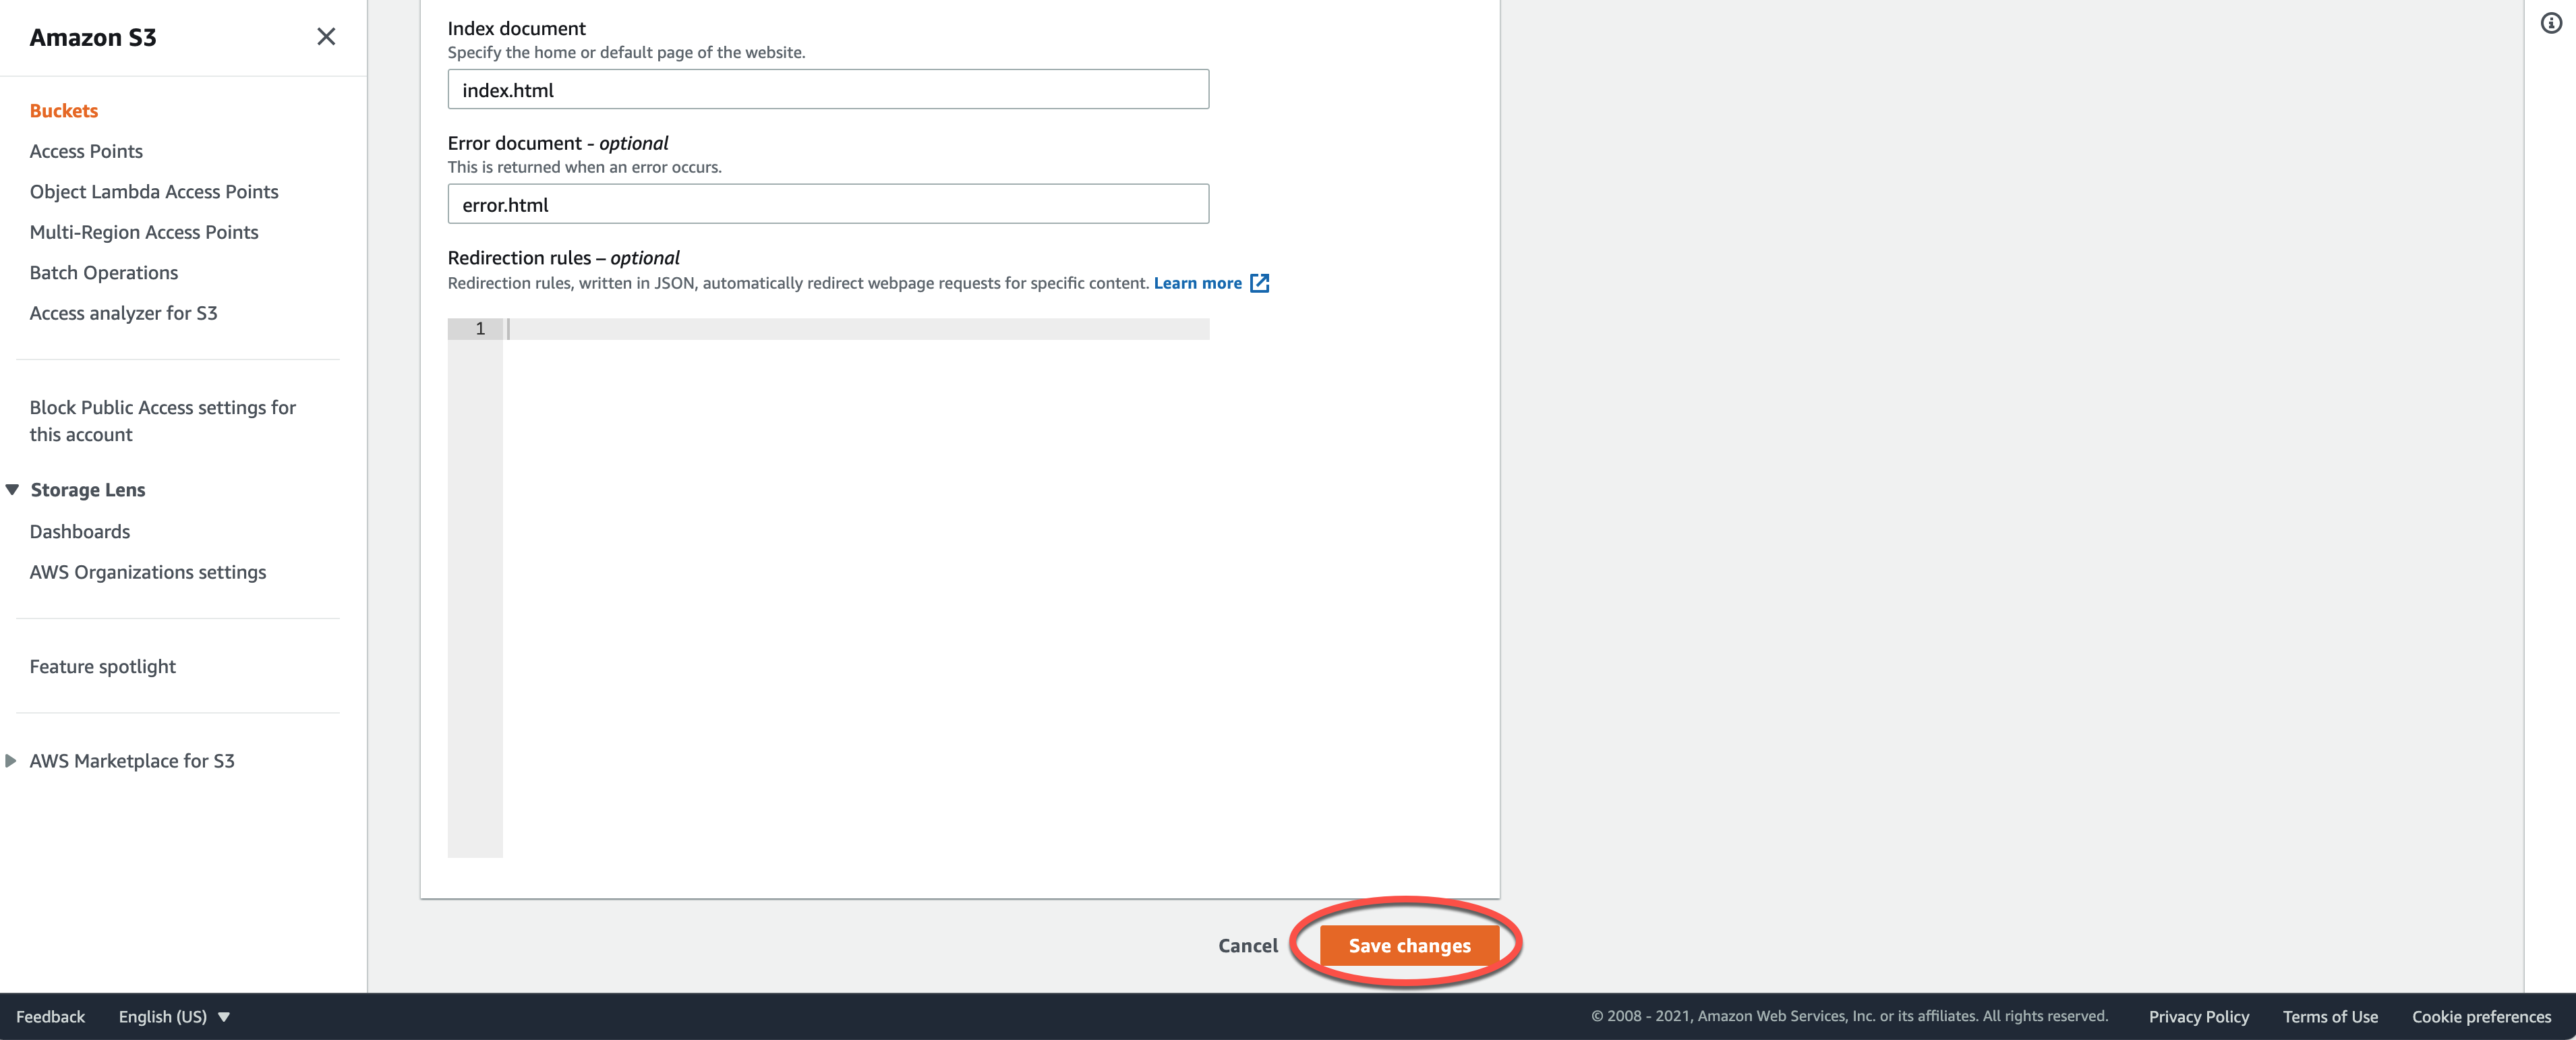 Amazon S3
Buckets
Access Points
Object Lambda Access Points
Multi-Region Access Points
Batch Operations
Access analyzer for S3
Block Public Access settings for
this account
Storage Lens
Dashboards
AWS Organizations settings
Feature spotlight
AWS Marketplace for S3
Index document
Specify the home or default page of the website.
index.html
Error document - optional
This is returned when an error occurs.
error.html
Redirection rules – optional
Redirection rules, written in JSON, automatically redirect webpage requests for specific content. Learn more
1
Cancel
Save changes
Feedback
English (US)
© 2008 - 2021, Amazon Web Services, Inc. or its affiliates. All rights reserved.
Privacy Policy
Terms of Use
Cookie preferences